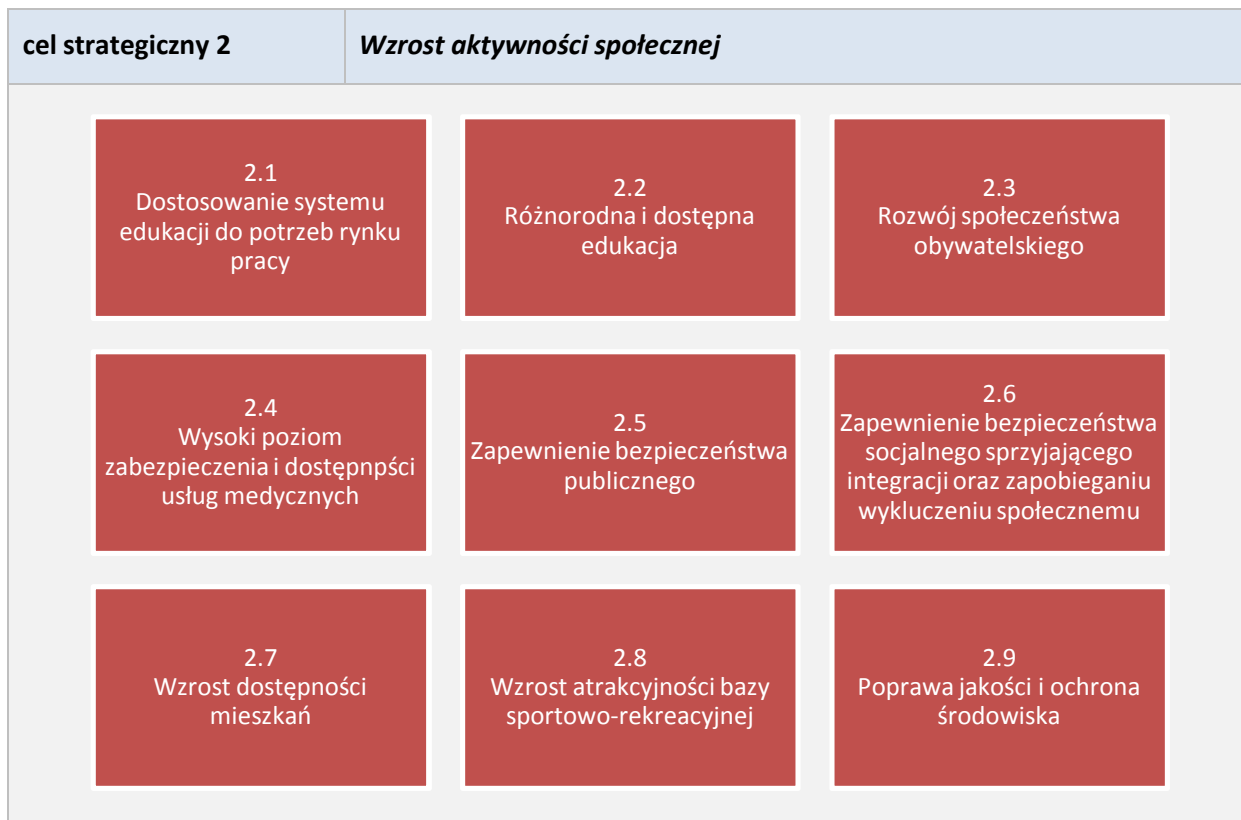 cel strategiczny 2
Wzrost aktywności społecznej
2.1
Dostosowanie systemu
edukacji do potrzeb rynku
pracy
2.2
Różnorodna i dostępna
edukacja
2.3
Rozwój społeczeństwa
obywatelskiego
2.4
Wysoki poziom
zabezpieczenia i dostępnpści
usług medycznych
2.5
Zapewnienie bezpieczeństwa
publicznego
2.6
Zapewnienie bezpieczeństwa
socjalnego sprzyjającego
integracji oraz zapobieganiu
wykluczeniu społecznemu
2.7
Wzrost dostępności
mieszkań
2.8
Wzrost atrakcyjności bazy
sportowo-rekreacyjnej
2.9
Poprawa jakości i ochrona
środowiska